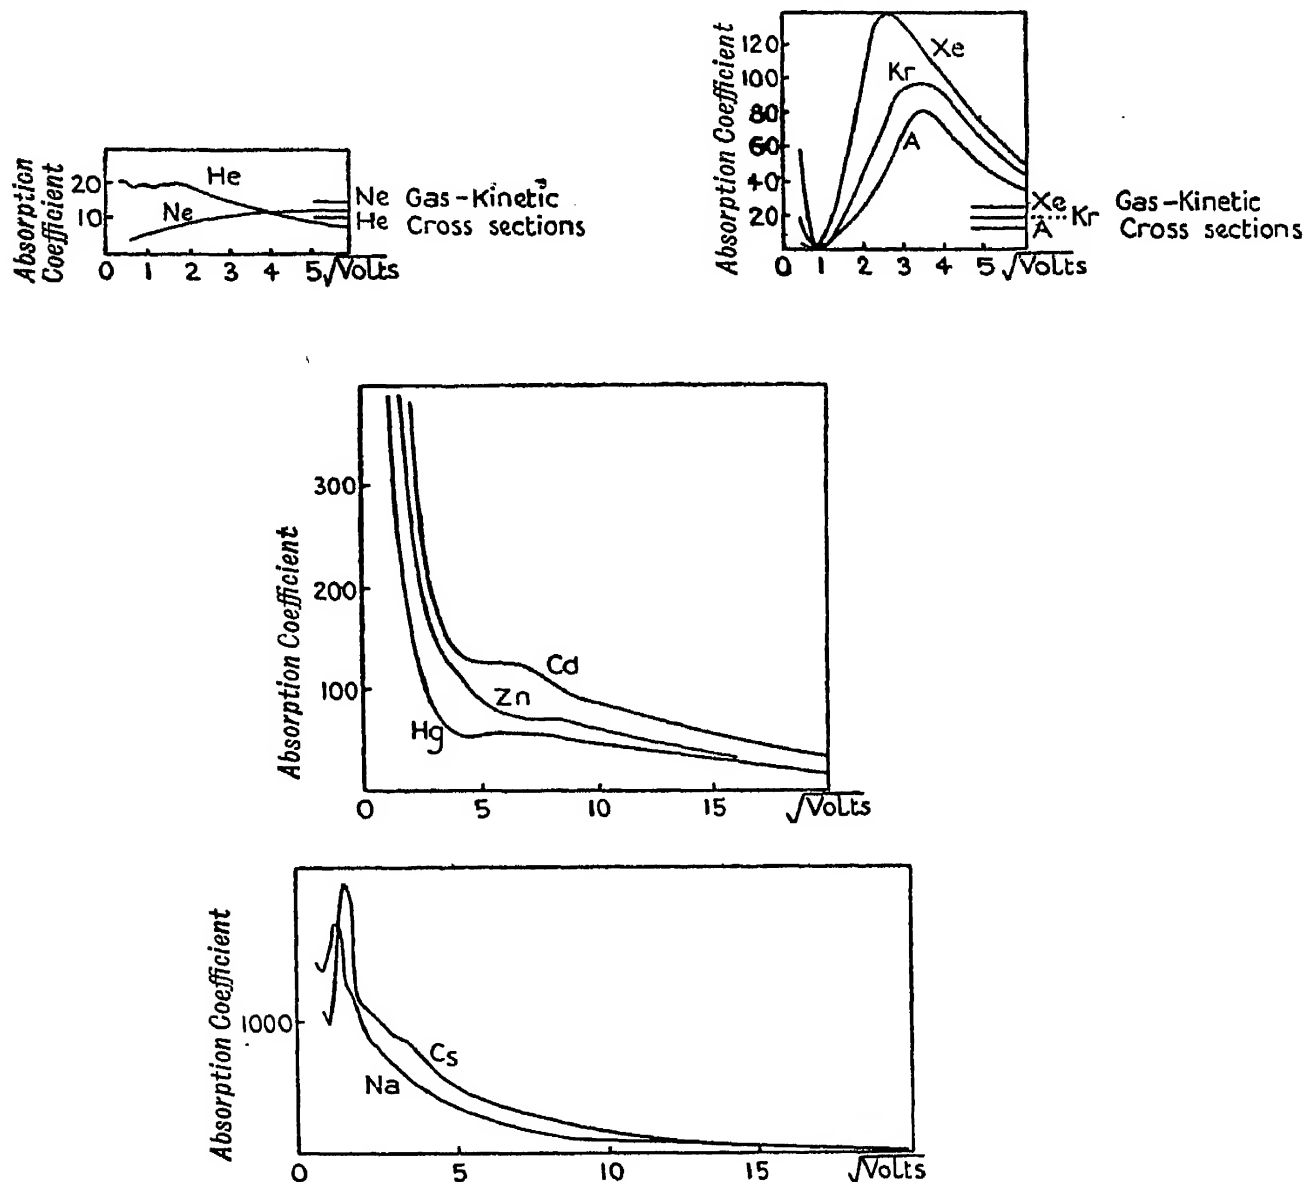 Absorption Coefficient
20
10
He
Ne
Ne Gas-Kinetic
He Cross sections
0 1 2 3 4 5 √Volts
Absorption Coefficient
120
100
80
60
40
20
Xe
Kr
A
Xe Gas-Kinetic
Kr
A Cross sections
0 1 2 3 4 5 √Volts
Absorption Coefficient
300
200
100
Cd
Zn
Hg
0 5 10 15 √Volts
Absorption Coefficient
1000
Cs
Na
0 5 10 15 √Volts